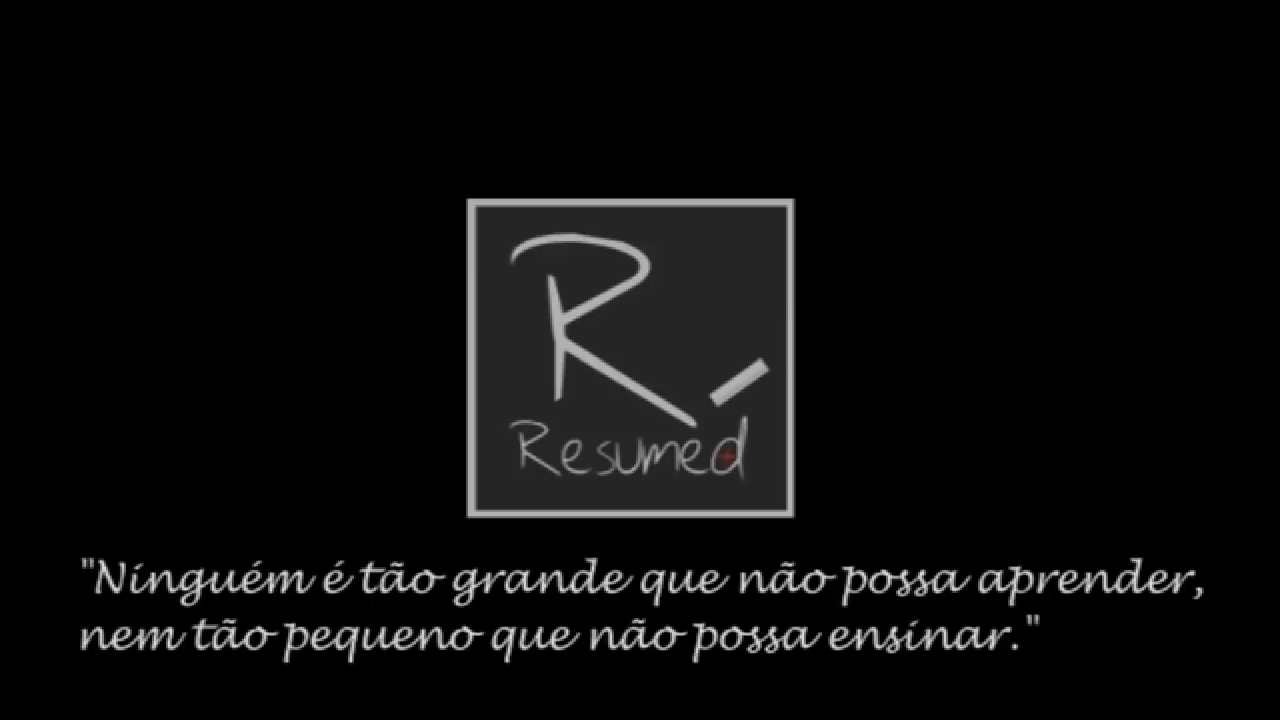 R
Resumed
"Ninguém é tão grande que não possa aprender,
nem tão pequeno que não possa ensinar."